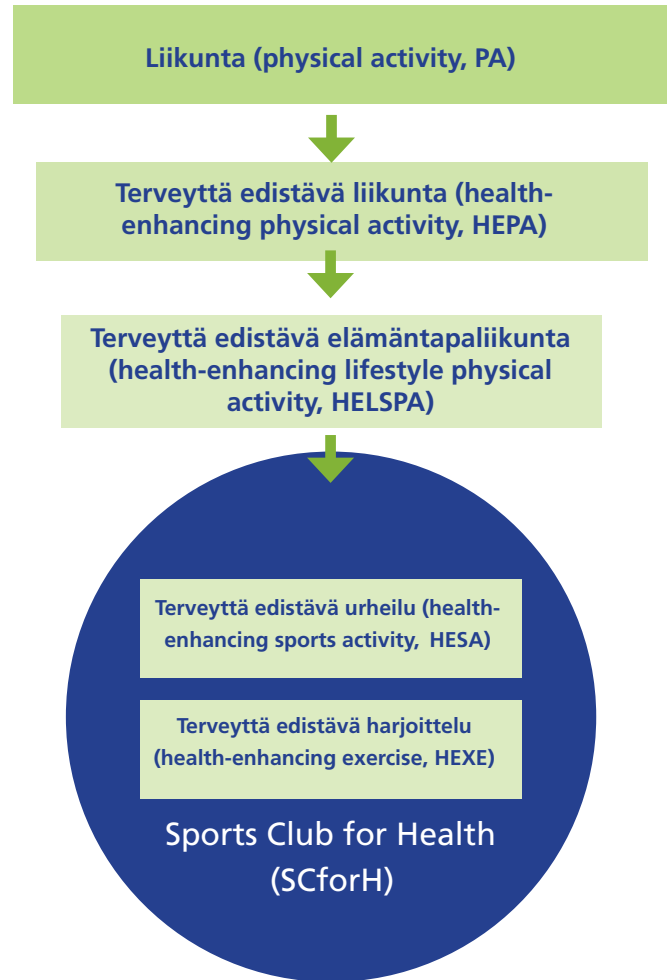 Liikunta (physical activity, PA)
Terveyttä edistävä liikunta (health-
enhancing physical activity, HEPA)
Terveyttä edistävä elämäntapaliikunta
(health-enhancing lifestyle physical
activity, HELSPA)
Terveyttä edistävä urheilu (health-
enhancing sports activity, HESA)
Terveyttä edistävä harjoittelu
(health-enhancing exercise, HEXE)
Sports Club for Health
(SCforH)